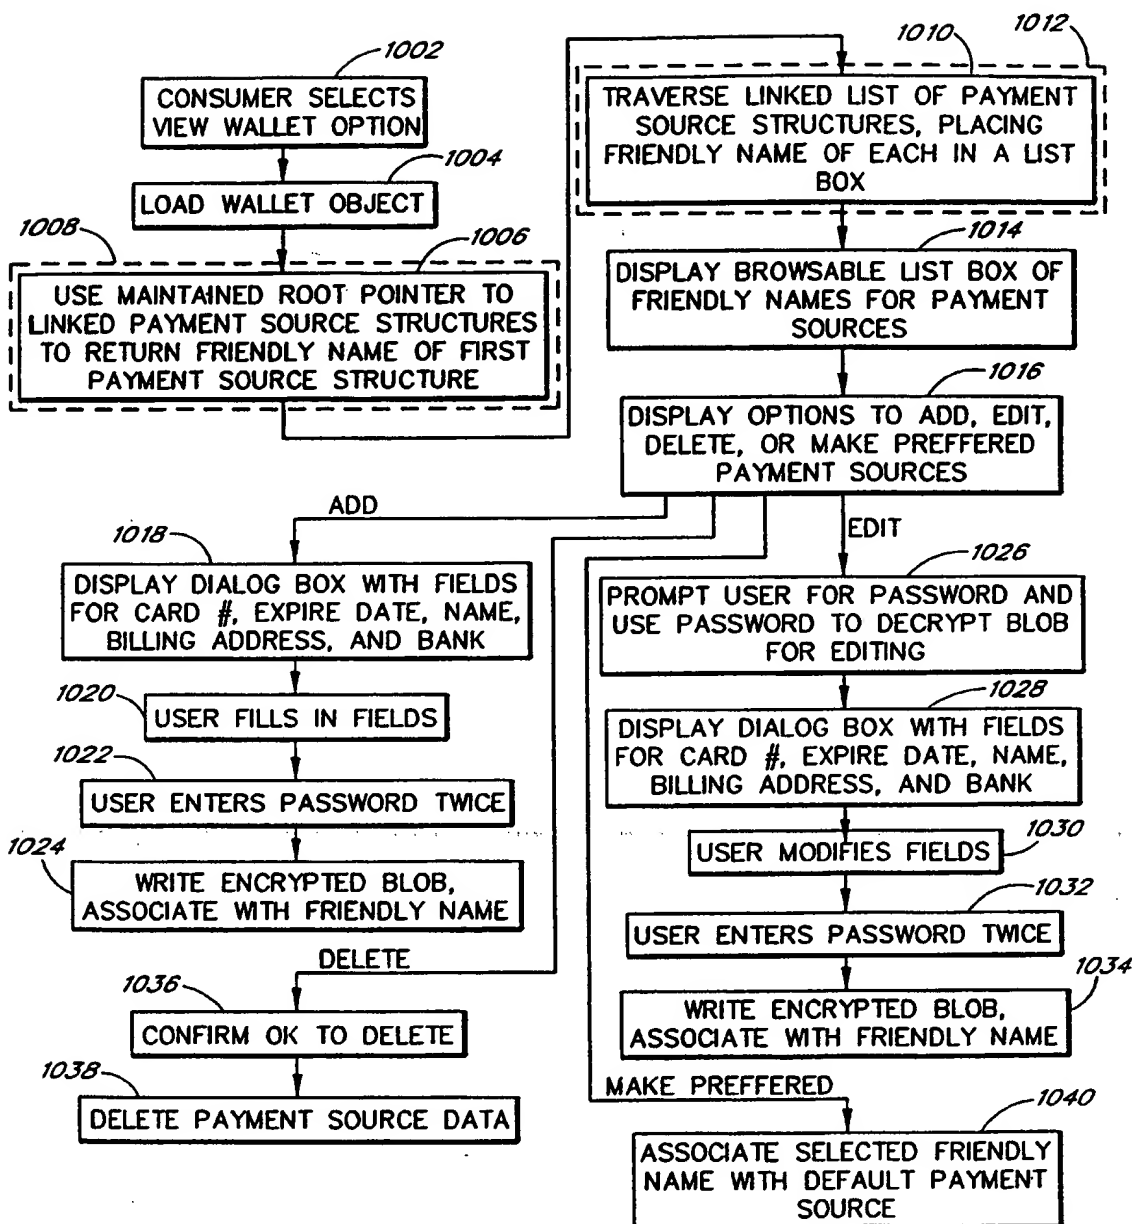 1002
CONSUMER SELECTS
VIEW WALLET OPTION
1004
LOAD WALLET OBJECT
1008
1006
USE MAINTAINED ROOT POINTER TO
LINKED PAYMENT SOURCE STRUCTURES
TO RETURN FRIENDLY NAME OF FIRST
PAYMENT SOURCE STRUCTURE
1010
1012
TRAVERSE LINKED LIST OF PAYMENT
SOURCE STRUCTURES, PLACING
FRIENDLY NAME OF EACH IN A LIST
BOX
1014
DISPLAY BROWSABLE LIST BOX OF
FRIENDLY NAMES FOR PAYMENT
SOURCES
1016
DISPLAY OPTIONS TO ADD, EDIT,
DELETE, OR MAKE PREFFERED
PAYMENT SOURCES
ADD
1018
DISPLAY DIALOG BOX WITH FIELDS
FOR CARD #, EXPIRE DATE, NAME,
BILLING ADDRESS, AND BANK
1020
USER FILLS IN FIELDS
1022
USER ENTERS PASSWORD TWICE
1024
WRITE ENCRYPTED BLOB,
ASSOCIATE WITH FRIENDLY NAME
EDIT
1026
PROMPT USER FOR PASSWORD AND
USE PASSWORD TO DECRYPT BLOB
FOR EDITING
1028
DISPLAY DIALOG BOX WITH FIELDS
FOR CARD #, EXPIRE DATE, NAME,
BILLING ADDRESS, AND BANK
1030
USER MODIFIES FIELDS
1032
USER ENTERS PASSWORD TWICE
1034
WRITE ENCRYPTED BLOB,
ASSOCIATE WITH FRIENDLY NAME
DELETE
1036
CONFIRM OK TO DELETE
1038
DELETE PAYMENT SOURCE DATA
MAKE PREFFERED
1040
ASSOCIATE SELECTED FRIENDLY
NAME WITH DEFAULT PAYMENT
SOURCE